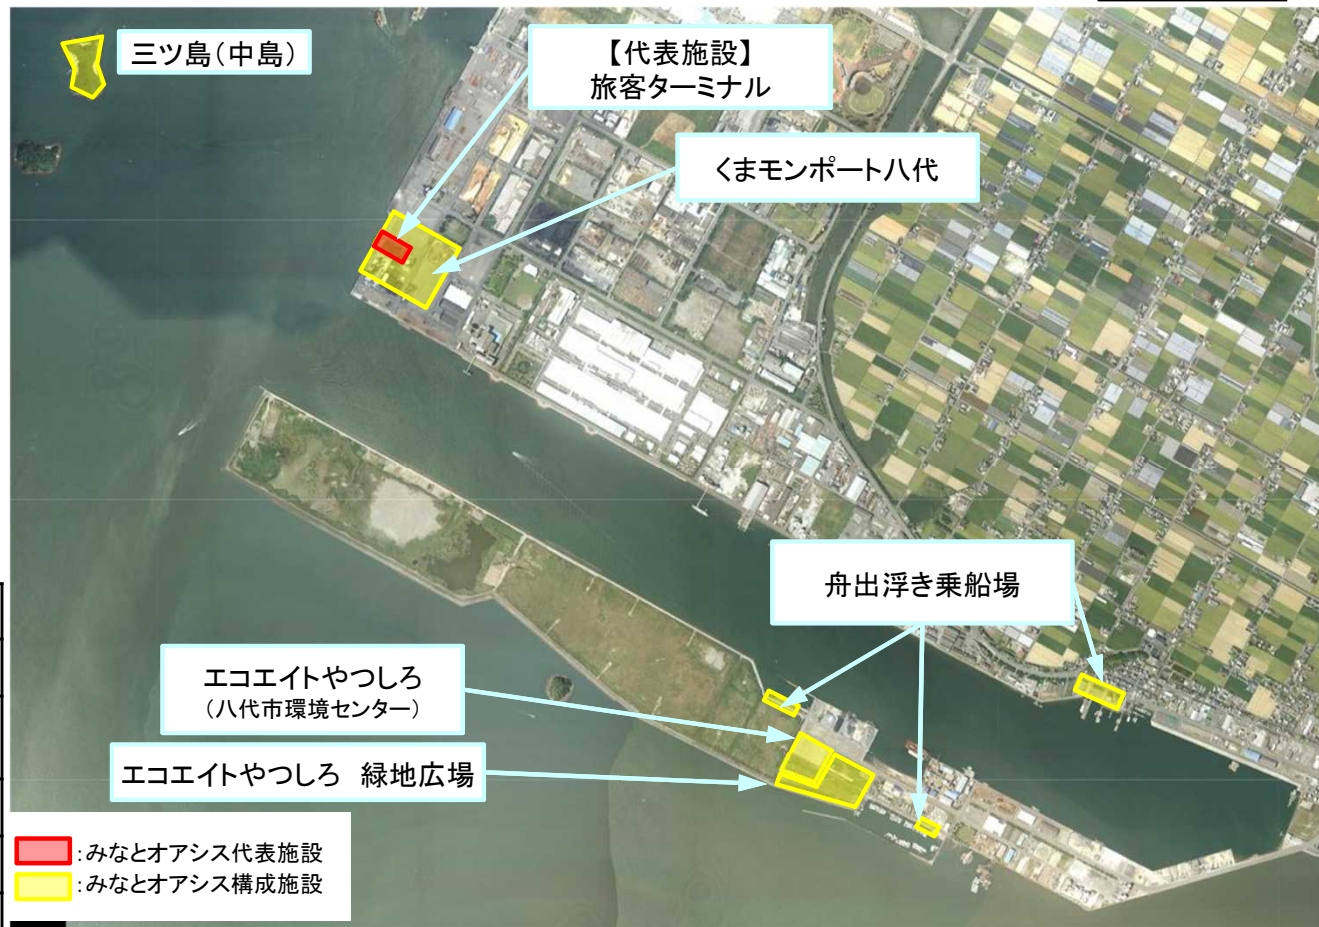 三ツ島(中島)
【代表施設】
旅客ターミナル
くまモンポート八代
舟出浮き乗船場
エコエイトやつしろ
(八代市環境センター)
エコエイトやつしろ 緑地広場
:みなとオアシス代表施設
:みなとオアシス構成施設